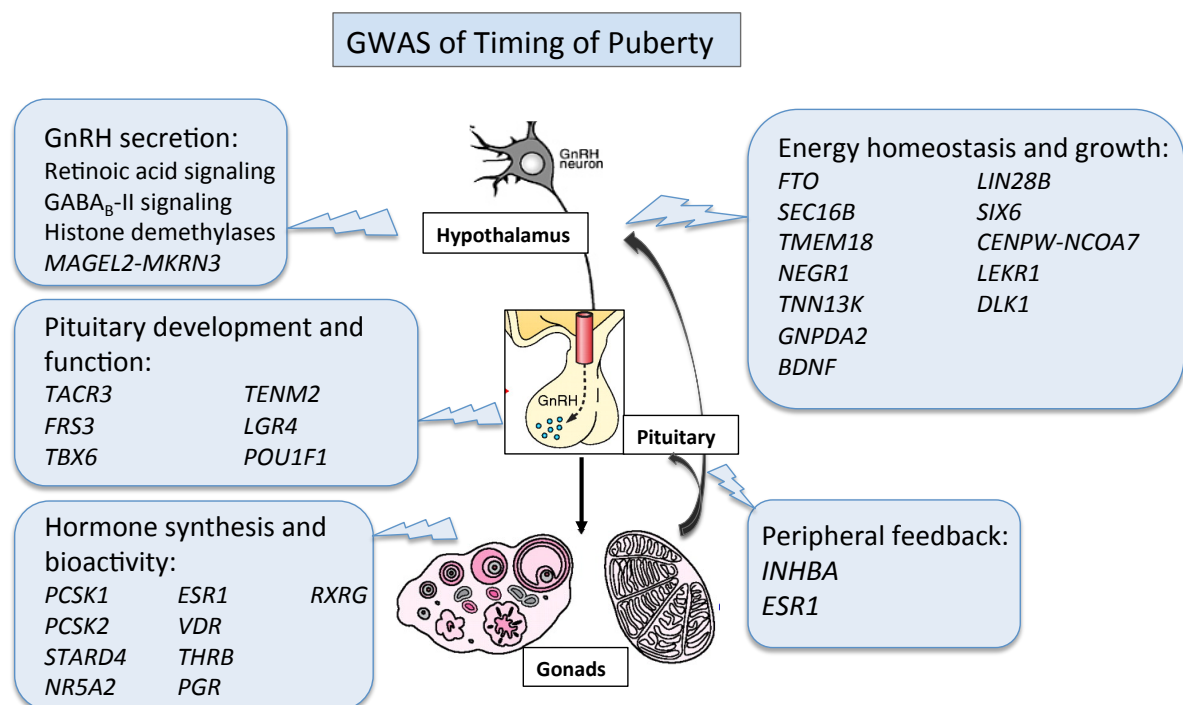 GWAS of Timing of Puberty
GnRH secretion:
Retinoic acid signaling
GABAB-II signaling
Histone demethylases
MAGEL2-MKRN3
GnRH
neuron
Hypothalamus
Energy homeostasis and growth:
FTO LIN28B
SEC16B SIX6
TMEM18 CENPW-NCOA7
NEGR1 LEKR1
TNN13K DLK1
GNPDA2
BDNF
Pituitary development and
function:
TACR3 TENM2
FRS3 LGR4
TBX6 POU1F1
GnRH
Pituitary
Hormone synthesis and
bioactivity:
PCSK1 ESR1 RXRG
PCSK2 VDR
STARD4 THRB
NR5A2 PGR
Gonads
Peripheral feedback:
INHBA
ESR1